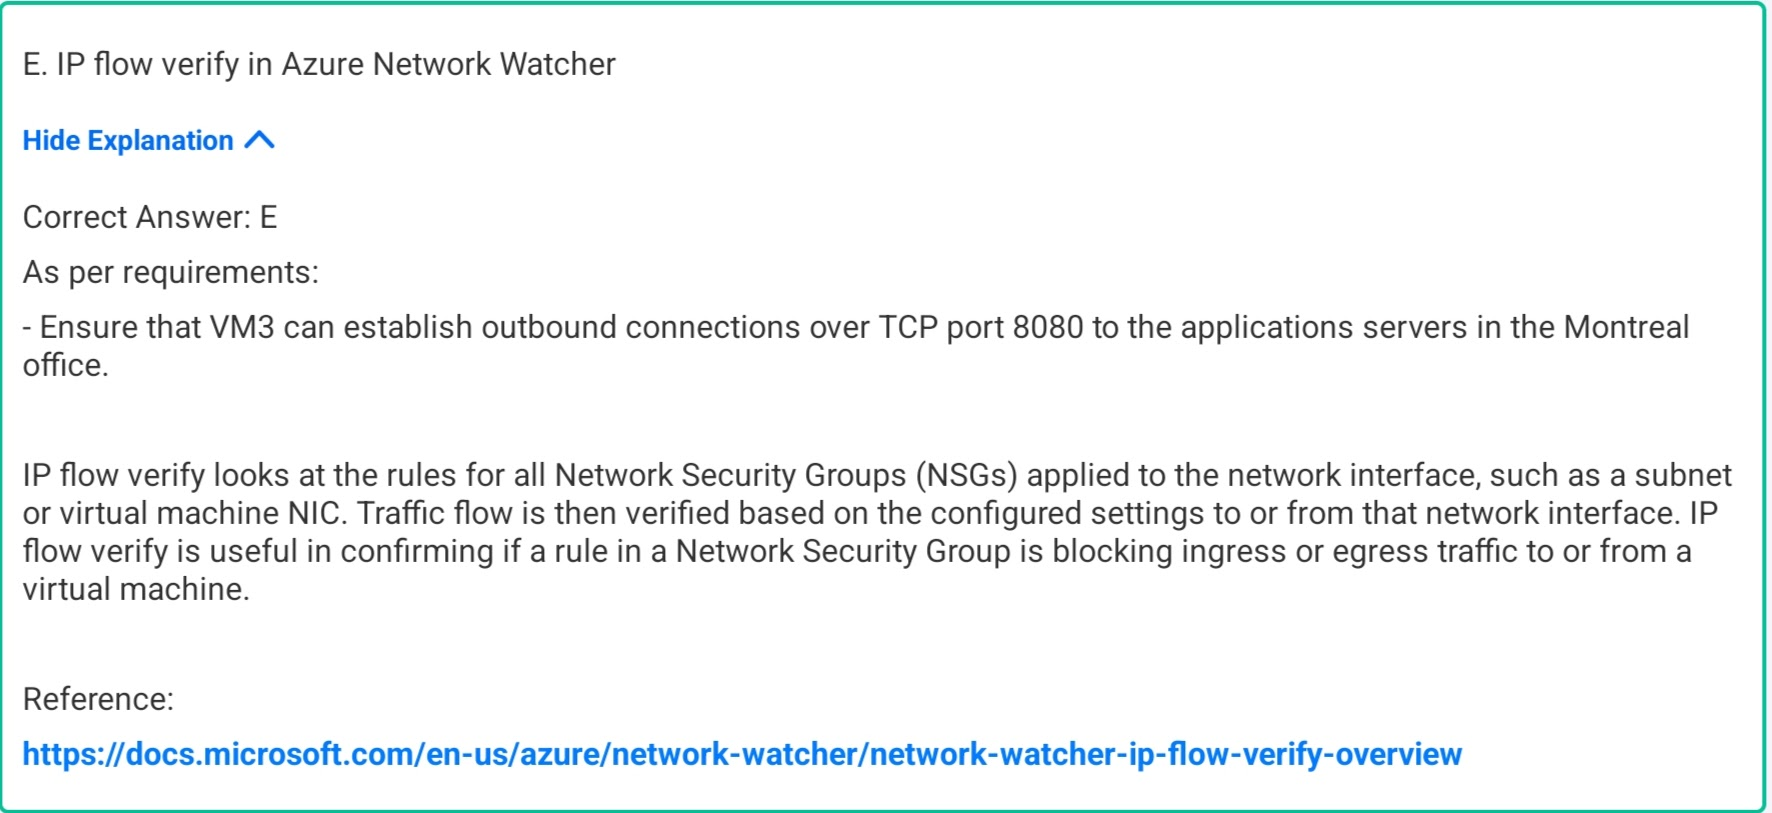 E. IP flow verify in Azure Network Watcher
Hide Explanation
Correct Answer: E
As per requirements:
- Ensure that VM3 can establish outbound connections over TCP port 8080 to the applications servers in the Montreal
office.
IP flow verify looks at the rules for all Network Security Groups (NSGs) applied to the network interface, such as a subnet
or virtual machine NIC. Traffic flow is then verified based on the configured settings to or from that network interface. IP
flow verify is useful in confirming if a rule in a Network Security Group is blocking ingress or egress traffic to or from a
virtual machine.
Reference:
https://docs.microsoft.com/en-us/azure/network-watcher/network-watcher-ip-flow-verify-overview